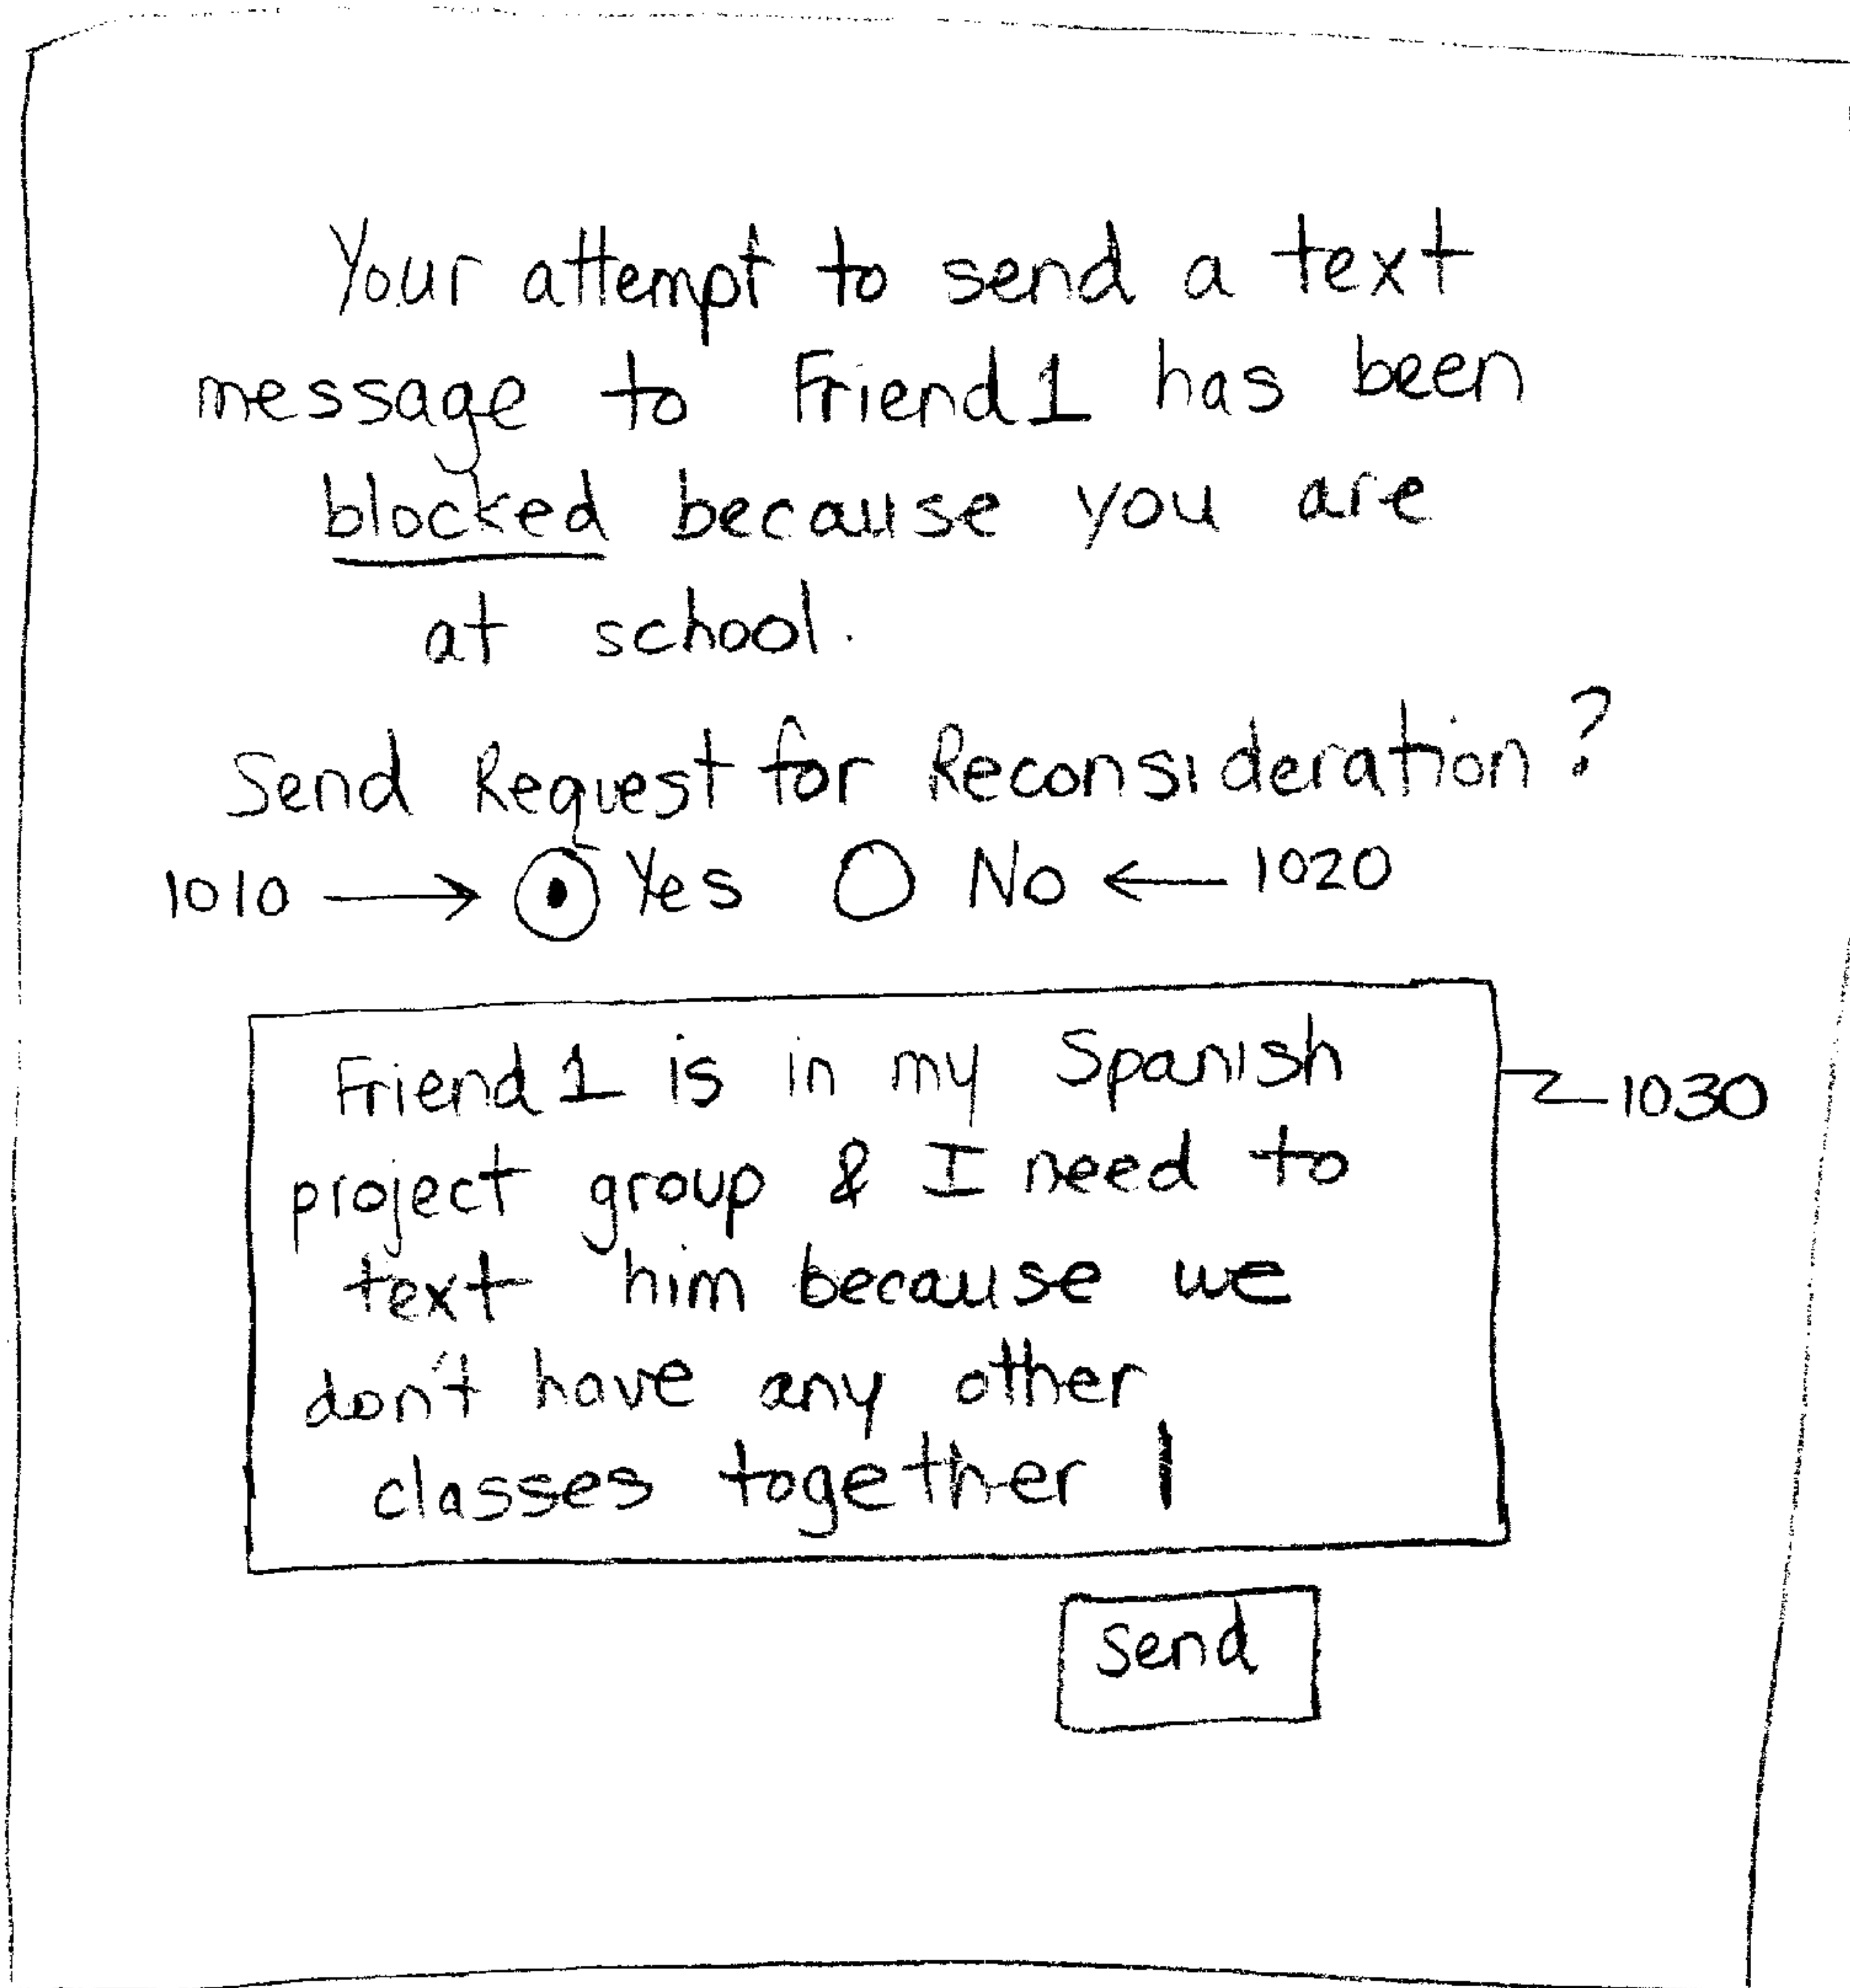 Your attempt to send a text
message to Friend1 has been
blocked because you are
at school.
Send Request for Reconsideration?
1010 → Yes No ← 1020
Friend1 is in my Spanish
project group & I need to
text him because we
don't have any other
classes together
1030
Send